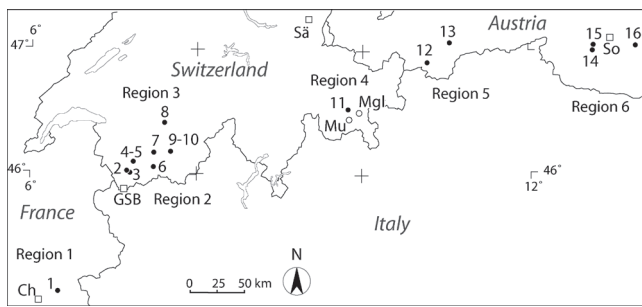 6°
47°
Sä
Austria
13
15
16
So
12
14
Switzerland
Region 4
Region 3
11
Mgl
Mu
Region 5
Region 6
8
4-5
7
9-10
2
3
6
46°
6°
46°
12°
GSB
Region 2
France
Italy
Region 1
N
Ch
1
0
25
50 km